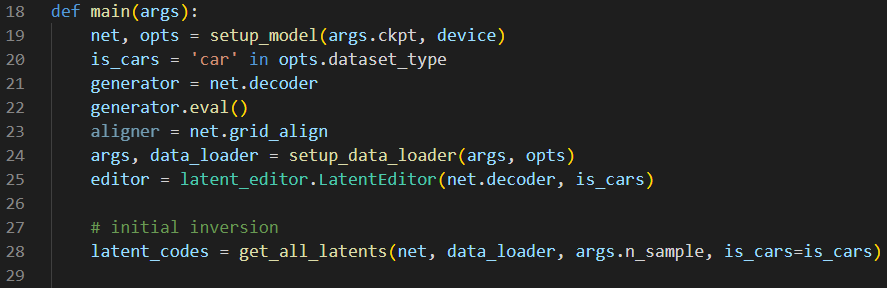 18 def main(args):
19     net, opts = setup_model(args.ckpt, device)
20     is_cars = 'car' in opts.dataset_type
21     generator = net.decoder
22     generator.eval()
23     aligner = net.grid_align
24     args, data_loader = setup_data_loader(args, opts)
25     editor = latent_editor.LatentEditor(net.decoder, is_cars)
26
27     # initial inversion
28     latent_codes = get_all_latents(net, data_loader, args.n_sample, is_cars=is_cars)
29